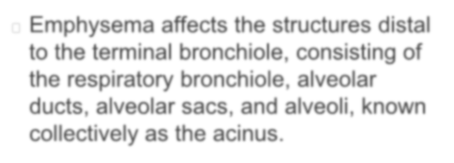 Emphysema affects the structures distal
to the terminal bronchiole, consisting of
the respiratory bronchiole, alveolar
ducts, alveolar sacs, and alveoli, known
collectively as the acinus.